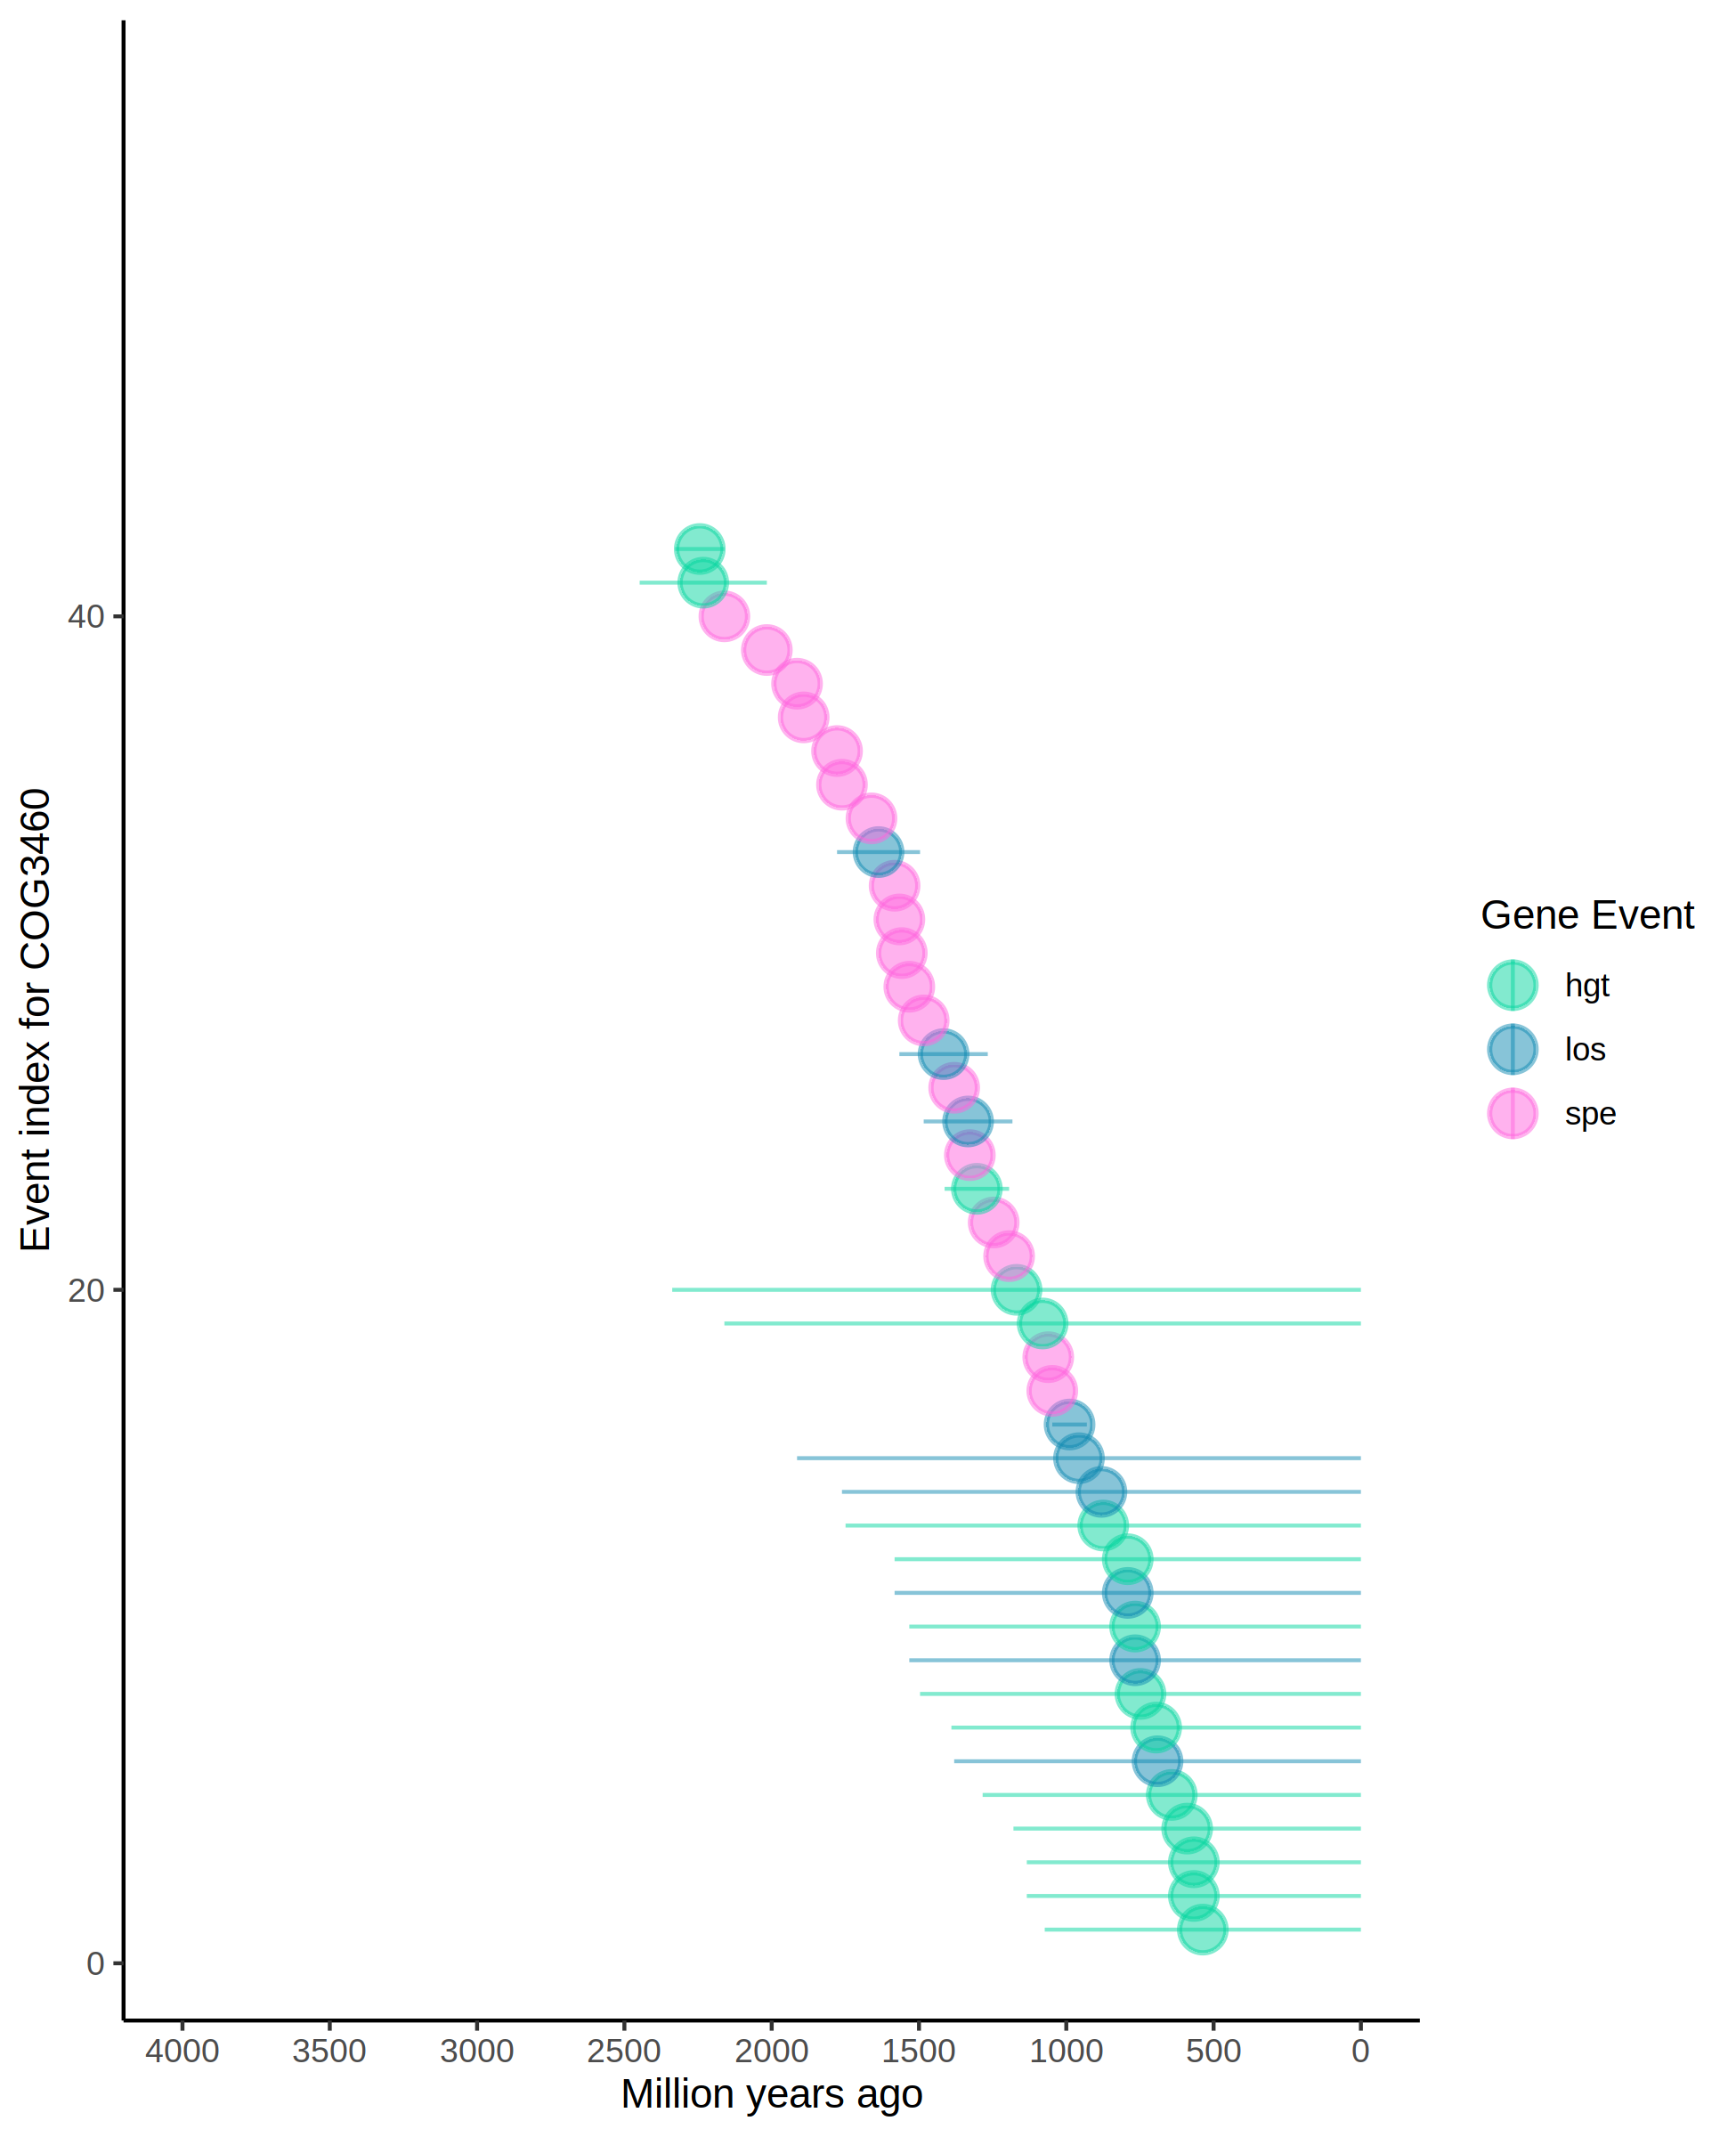 Event index for COG3460
40
20
0
4000 3500 3000 2500 2000 1500 1000 500 0
Million years ago
Gene Event
hgt
los
spe